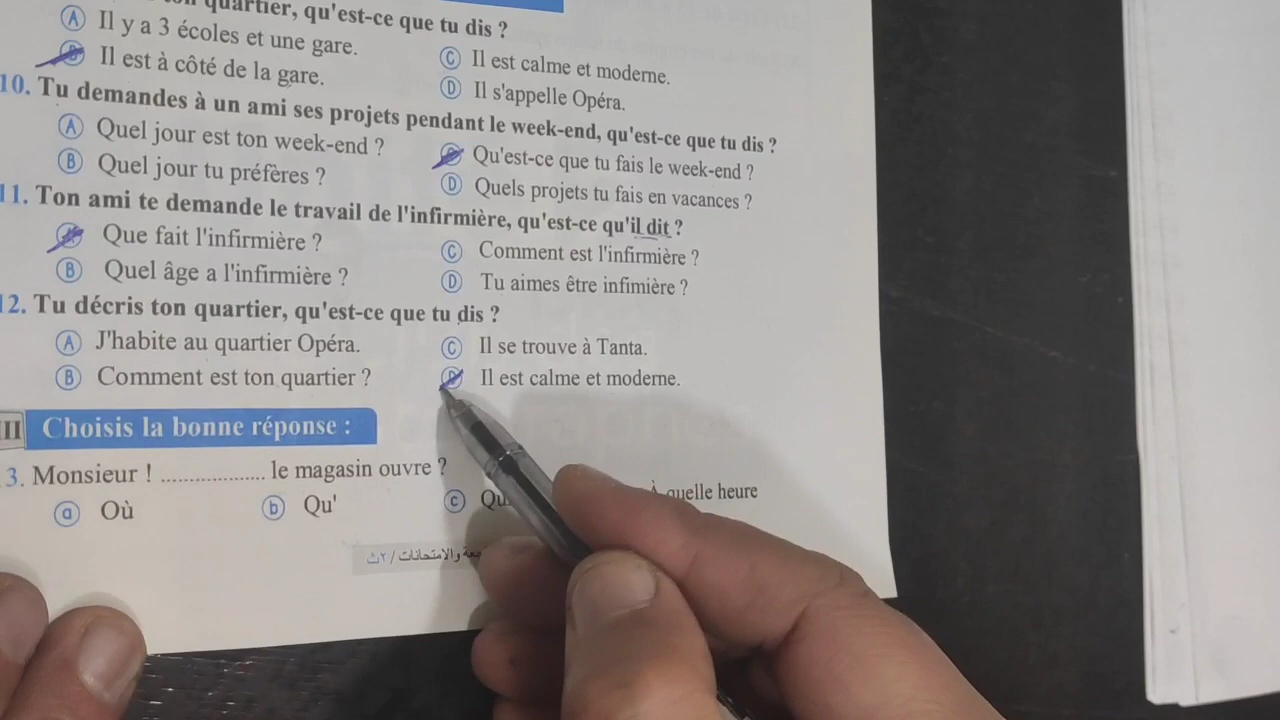 quartier, qu'est-ce que tu dis ?
A Il y a 3 écoles et une gare.
Il est à côté de la gare.
C Il est calme et moderne.
D Il s'appelle Opéra.
10. Tu demandes à un ami ses projets pendant le week-end, qu'est-ce que tu dis ?
A Quel jour est ton week-end ?
B Quel jour tu préfères ?
C Qu'est-ce que tu fais le week-end ?
D Quels projets tu fais en vacances ?
11. Ton ami te demande le travail de l'infirmière, qu'est-ce qu'il dit ?
A Que fait l'infirmière ?
B Quel âge a l'infirmière ?
C Comment est l'infirmière ?
D Tu aimes être infimière ?
12. Tu décris ton quartier, qu'est-ce que tu dis ?
A J'habite au quartier Opéra.
B Comment est ton quartier ?
C Il se trouve à Tanta.
D Il est calme et moderne.
III Choisis la bonne réponse :
3. Monsieur ! ................... le magasin ouvre ?
a Où
b Qu'
c
À quelle heure
والامتحانات / ٢ث